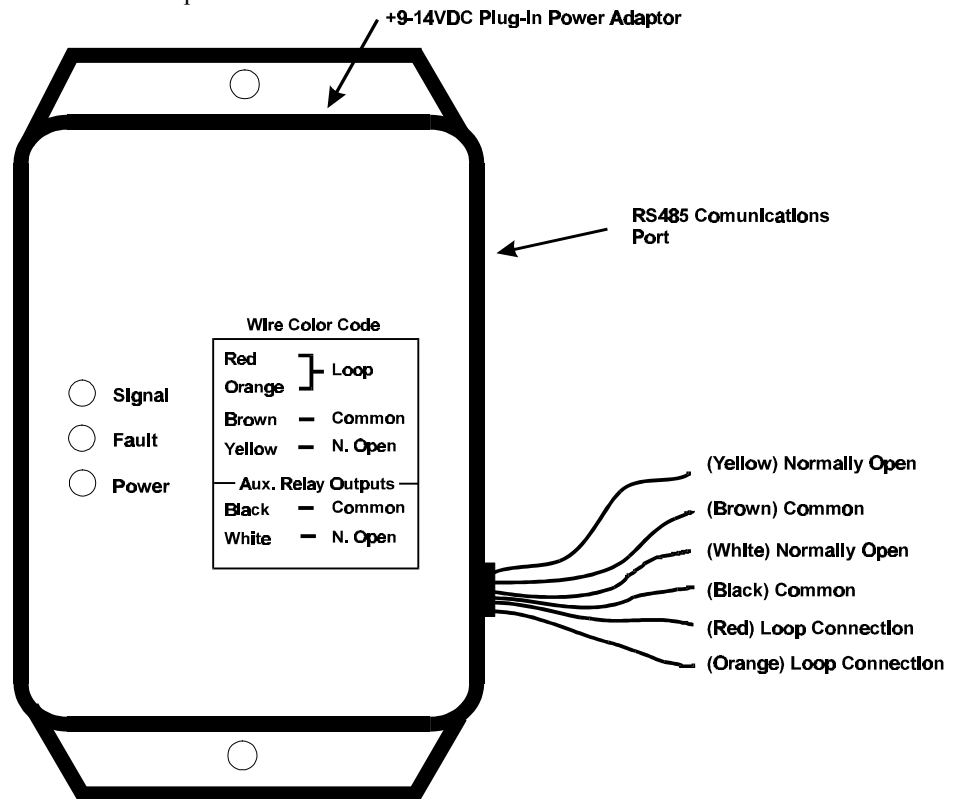 +9-14VDC Plug-In Power Adaptor
RS485 Comunications
Port
Wire Color Code
Red
Orange
Loop
Brown – Common
Yellow – N. Open
Aux. Relay Outputs
Black – Common
White – N. Open
Signal
Fault
Power
(Yellow) Normally Open
(Brown) Common
(White) Normally Open
(Black) Common
(Red) Loop Connection
(Orange) Loop Connection